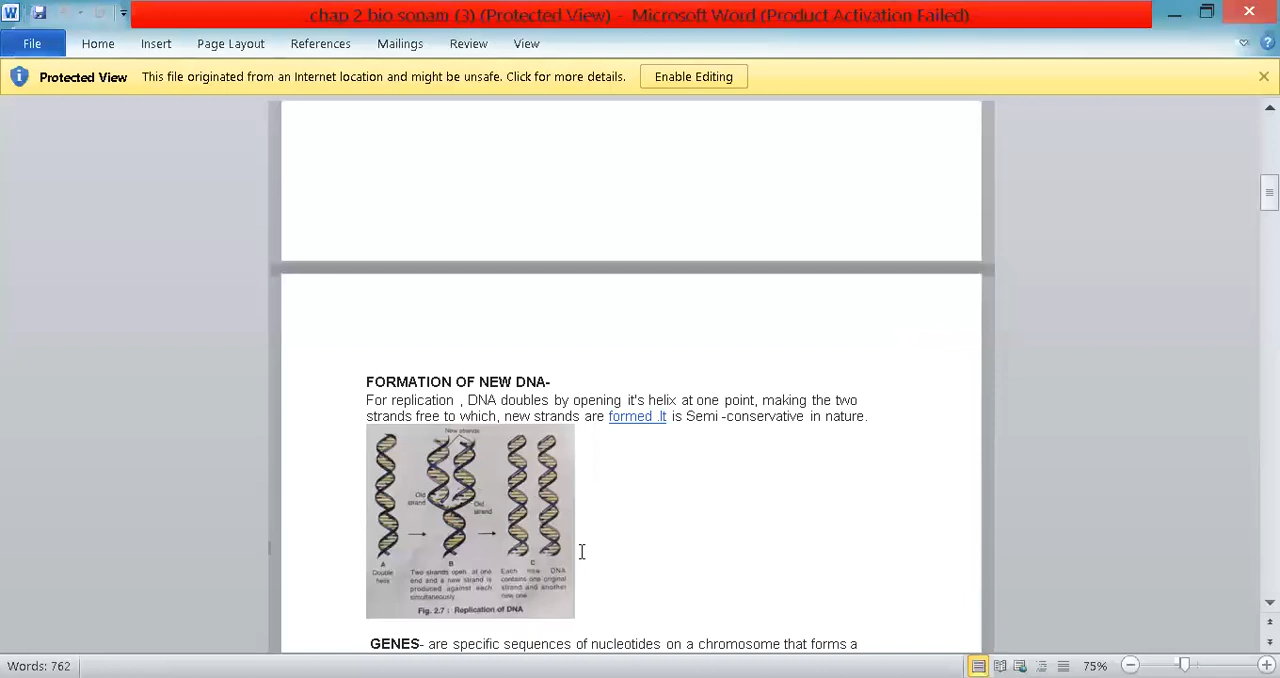 .chap 2 bio sonam (3) (Protected View) - Microsoft Word (Product Activation Failed)
File Home Insert Page Layout References Mailings Review View
Protected View This file originated from an Internet location and might be unsafe. Click for more details. Enable Editing
FORMATION OF NEW DNA-
For replication , DNA doubles by opening it's helix at one point, making the two
strands free to which, new strands are formed .It is Semi -conservative in nature.
New strands
Old strand
Old strand
A
Double helix
B
Two strands open at one
end and a new strand is
produced against each
simultaneously.
C
Each new DNA
contains one original
strand and another
new one.
Fig. 2.7 : Replication of DNA
GENES- are specific sequences of nucleotides on a chromosome that forms a
Words: 762
75%